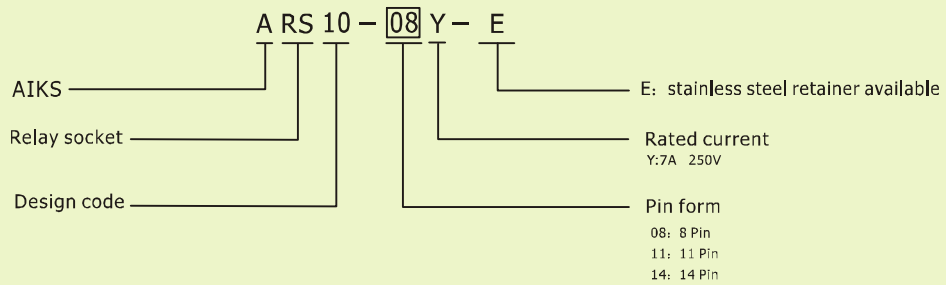 A RS 10 - 08 Y - E
AIKS
E: stainless steel retainer available
Relay socket
Rated current
Y:7A 250V
Design code
Pin form
08: 8 Pin
11: 11 Pin
14: 14 Pin